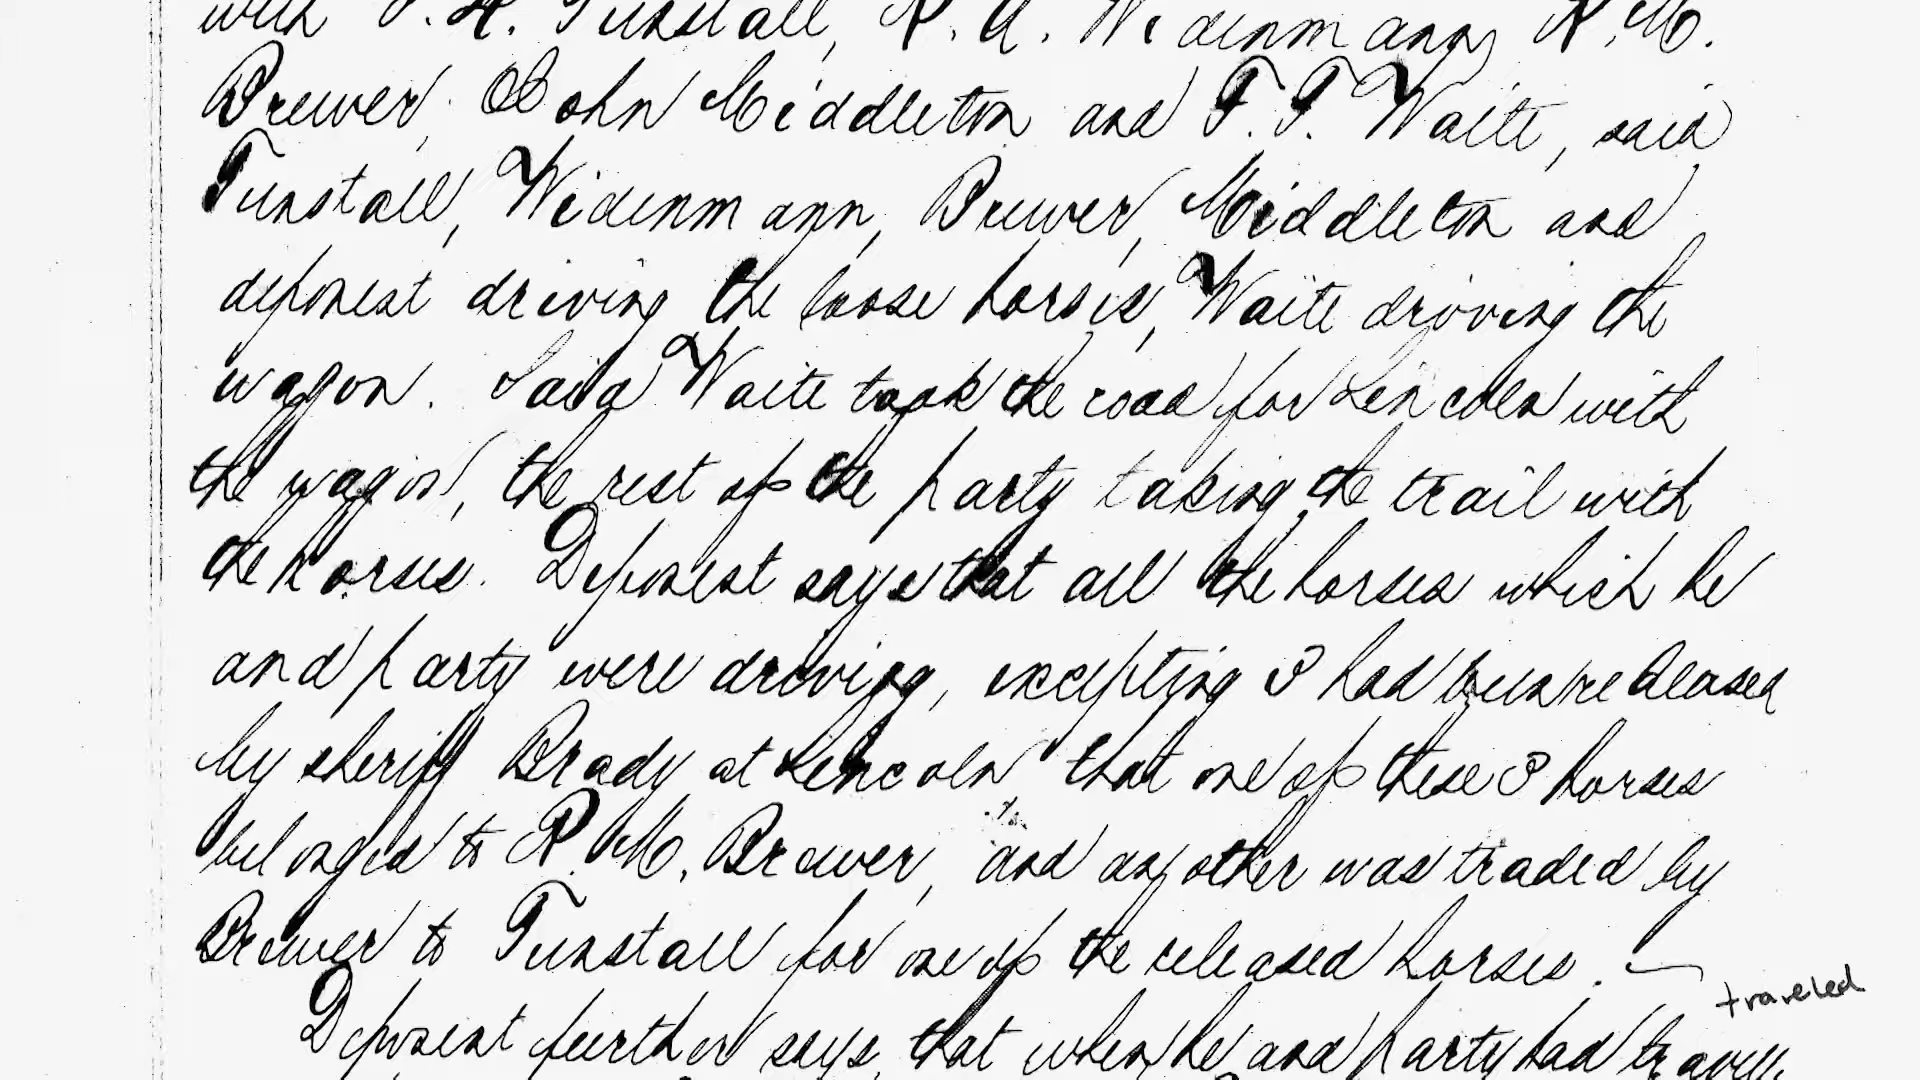 with J. H. Tunstall, R. A. Widenmann, R. M.
Brewer, John Middleton and F. T. Waite, said
Tunstall, Widenmann, Brewer, Middleton and
deponent driving the loose horses, Waite driving the
wagon. Said Waite took the road for Lincoln with
the wagon, the rest of the party taking the trail with
the horses. Deponent says that all the horses which he
and party were driving, excepting 3 had been released
by sheriff Brady at Lincoln that one of these 3 horses
belonged to R. M. Brewer, and another was traded by
Brewer to Tunstall for one of the released horses.
traveled
Deponent further says, that when he and party had